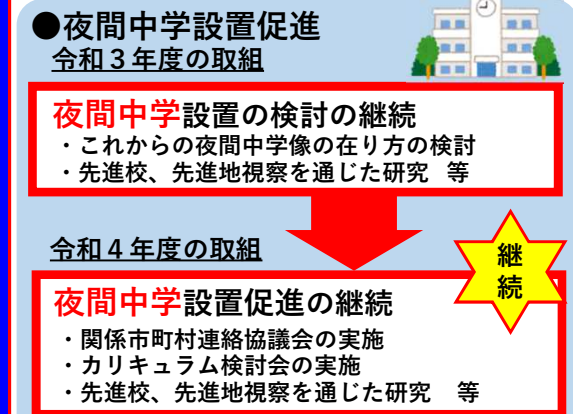 ●夜間中学設置促進
令和３年度の取組
夜間中学設置の検討の継続
・これからの夜間中学像の在り方の検討
・先進校、先進地視察を通じた研究 等
令和４年度の取組
継続
夜間中学設置促進の継続
・関係市町村連絡協議会の実施
・カリキュラム検討会の実施
・先進校、先進地視察を通じた研究 等